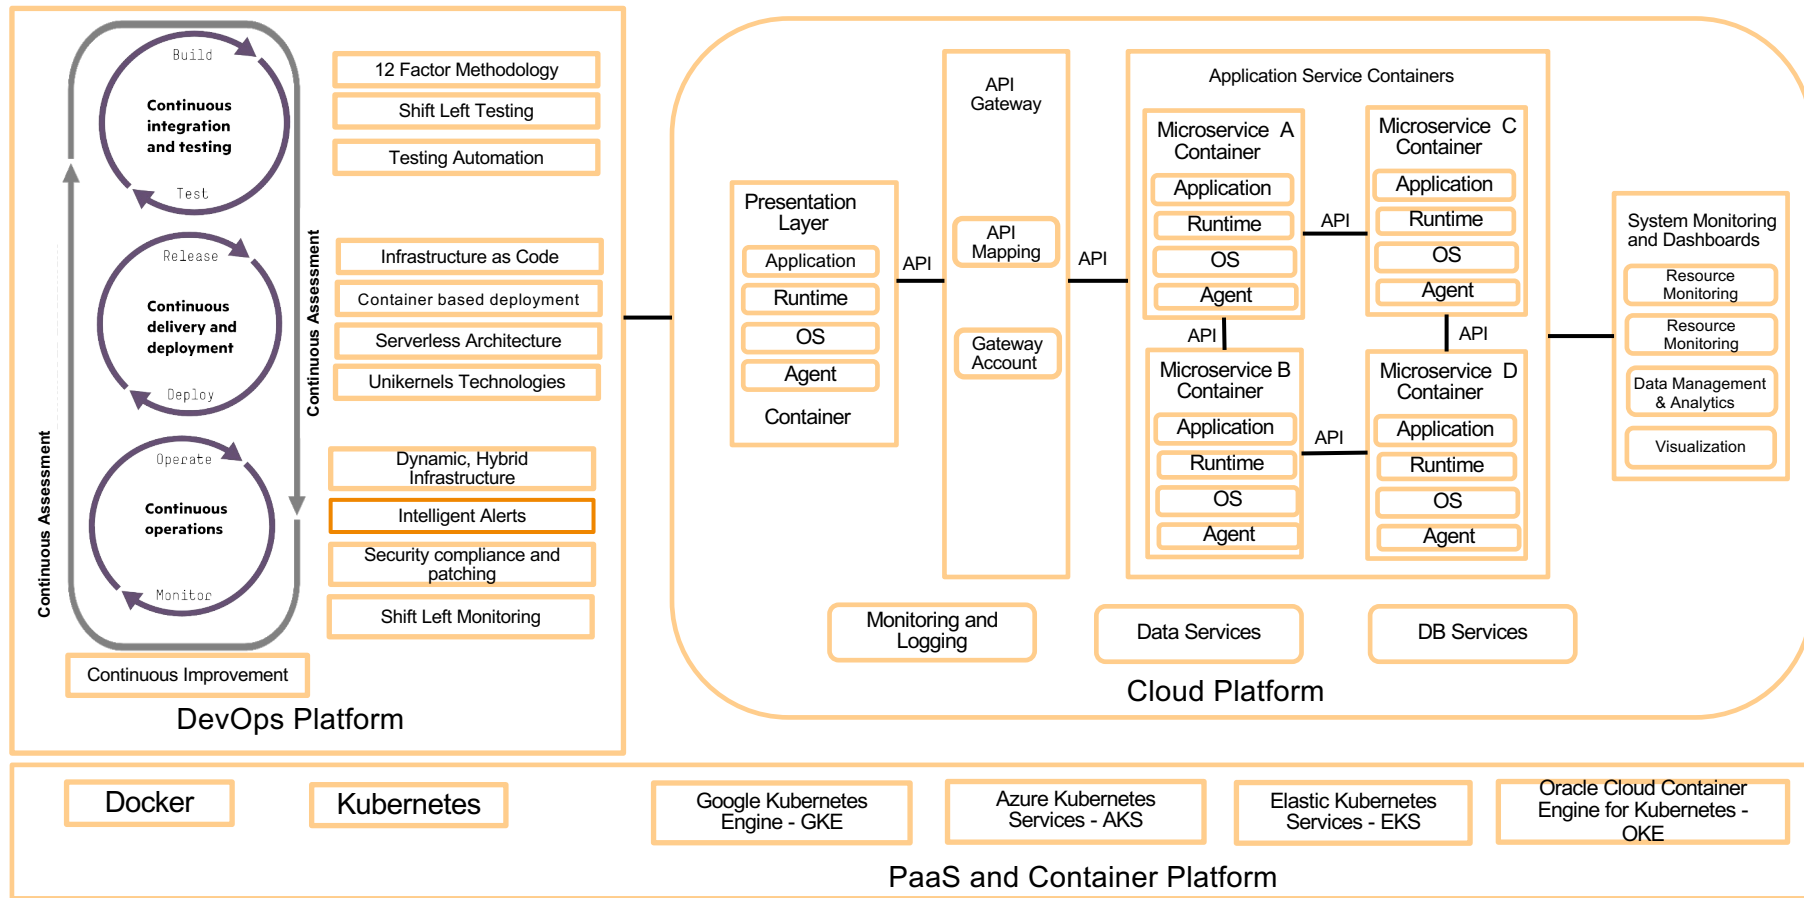 Build
Continuous
integration
and testing
Test
Release
Continuous
delivery and
deployment
Deploy
Operate
Continuous
operations
Monitor
Continuous Assessment
Continuous Assessment
12 Factor Methodology
Shift Left Testing
Testing Automation
Infrastructure as Code
Container based deployment
Serverless Architecture
Unikernels Technologies
Dynamic, Hybrid
Infrastructure
Intelligent Alerts
Security compliance and
patching
Shift Left Monitoring
Continuous Improvement
DevOps Platform
Presentation
Layer
Application
Runtime
OS
Agent
Container
API
API
Gateway
API
Mapping
Gateway
Account
API
Application Service Containers
Microservice A
Container
Application
Runtime
OS
Agent
API
Microservice C
Container
Application
Runtime
OS
Agent
API
API
Microservice B
Container
Application
Runtime
OS
Agent
API
Microservice D
Container
Application
Runtime
OS
Agent
System Monitoring
and Dashboards
Resource
Monitoring
Resource
Monitoring
Data Management
& Analytics
Visualization
Monitoring and
Logging
Data Services
DB Services
Cloud Platform
Docker
Kubernetes
Google Kubernetes
Engine - GKE
Azure Kubernetes
Services - AKS
Elastic Kubernetes
Services - EKS
Oracle Cloud Container
Engine for Kubernetes -
OKE
PaaS and Container Platform